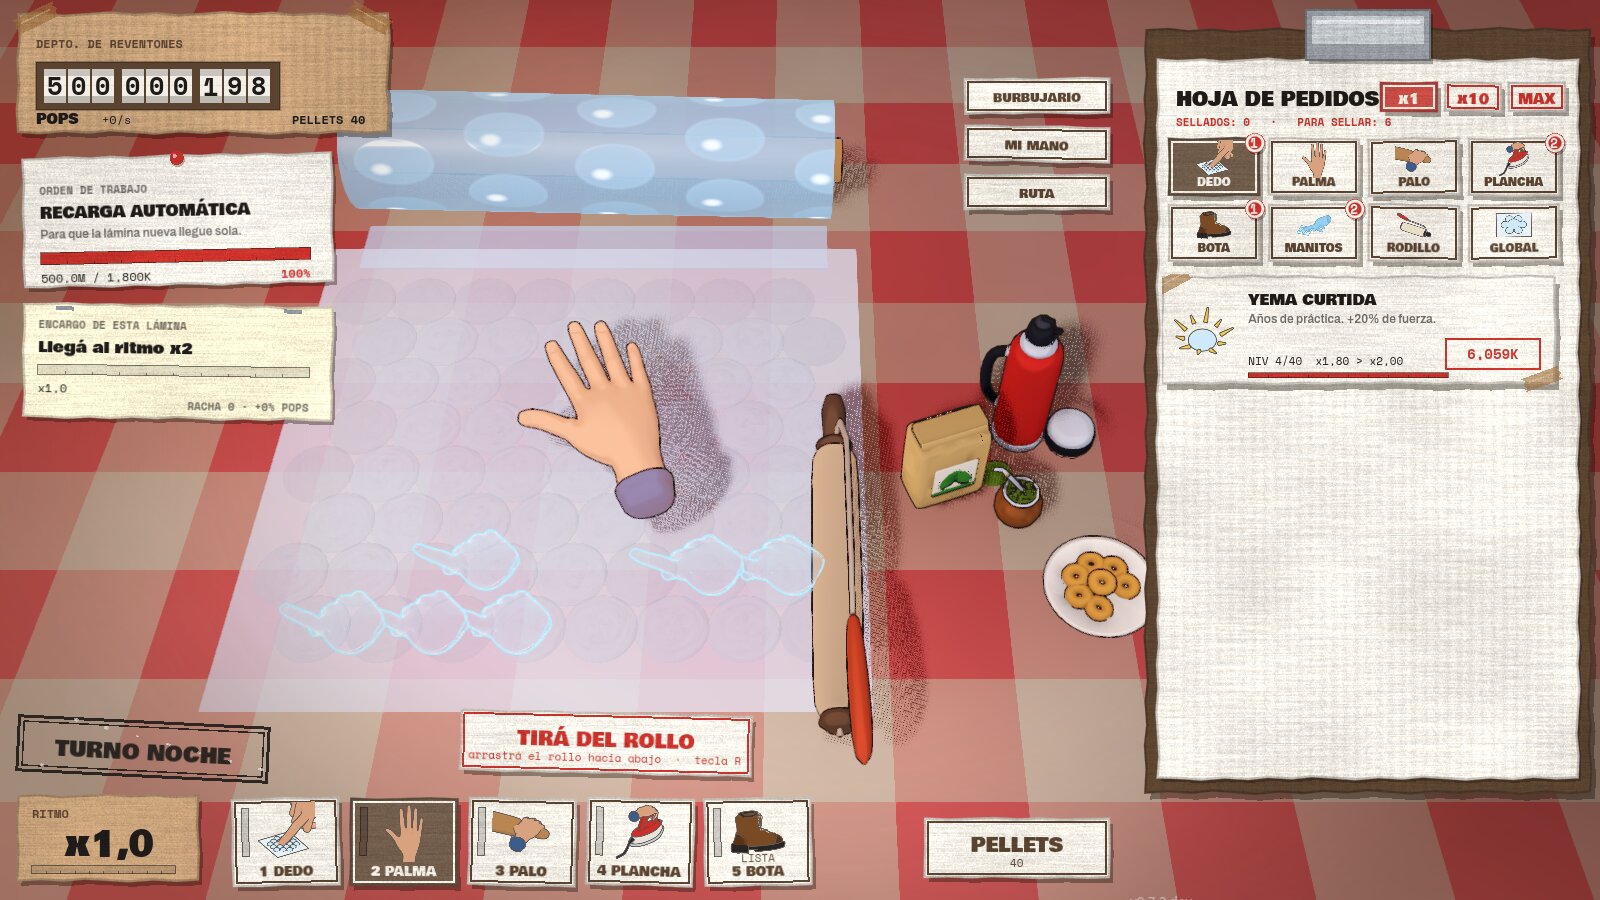 DEPTO. DE REVENTONES
500 000 198
POPS +0/s PELLETS 40
ORDEN DE TRABAJO
RECARGA AUTOMÁTICA
Para que la lámina nueva llegue sola.
500.0M / 1.800K 100%
ENCARGO DE ESTA LÁMINA
Llegá al ritmo x2
x1,0
RACHA 0 · +0% POPS
BURBUJARIO
MI MANO
RUTA
HOJA DE PEDIDOS x1 x10 MAX
SELLADOS: 0 · PARA SELLAR: 6
1 2
DEDO PALMA PALO PLANCHA
1 2
BOTA MANITOS RODILLO GLOBAL
YEMA CURTIDA
Años de práctica. +20% de fuerza.
NIV 4/40 x1,80 > x2,00 6.059K
TURNO NOCHE
TIRÁ DEL ROLLO
arrastrá el rollo hacia abajo · tecla R
RITMO
x1,0
1 DEDO 2 PALMA 3 PALO 4 PLANCHA LISTA 5 BOTA
PELLETS
40